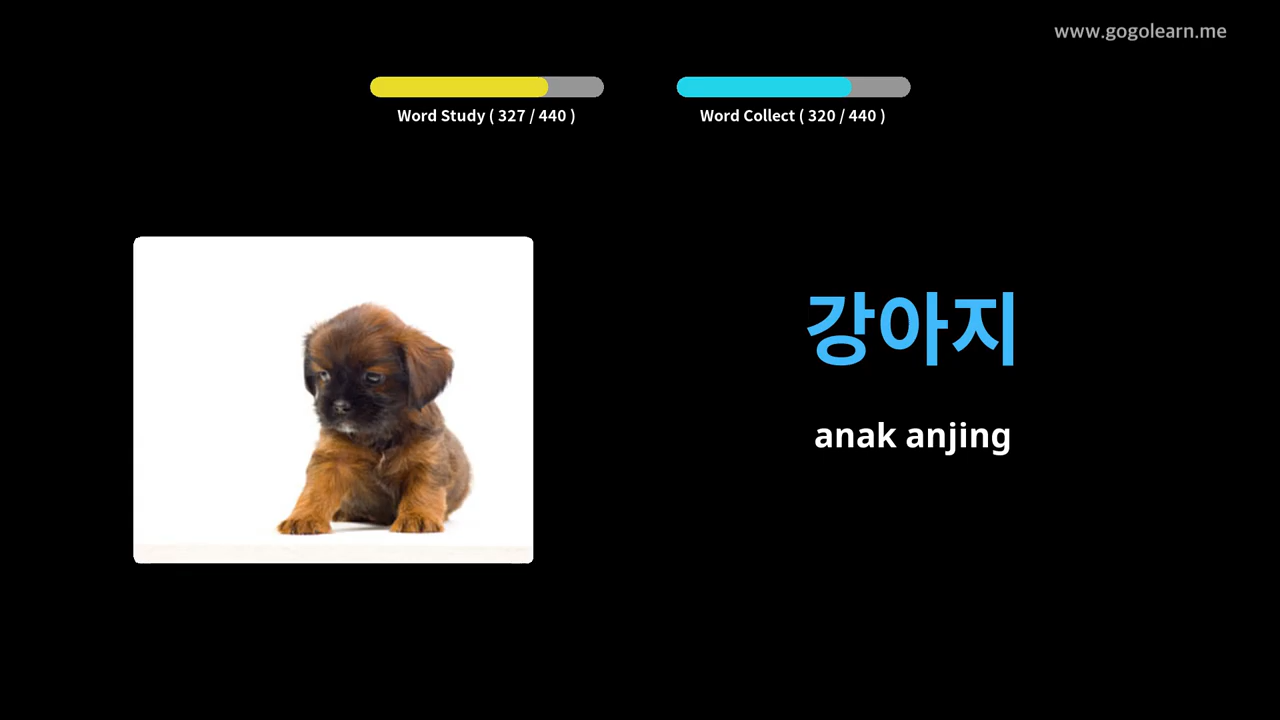 www.gogolearn.me
Word Study ( 327 / 440 )
Word Collect ( 320 / 440 )
강아지
anak anjing